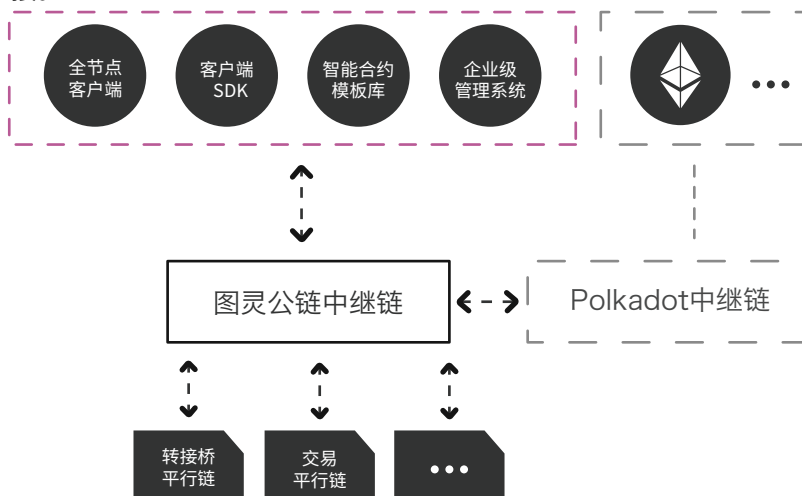 全节点
客户端
客户端
SDK
智能合约
模板库
企业级
管理系统
图灵公链中继链
Polkadot中继链
转接桥
平行链
交易
平行链